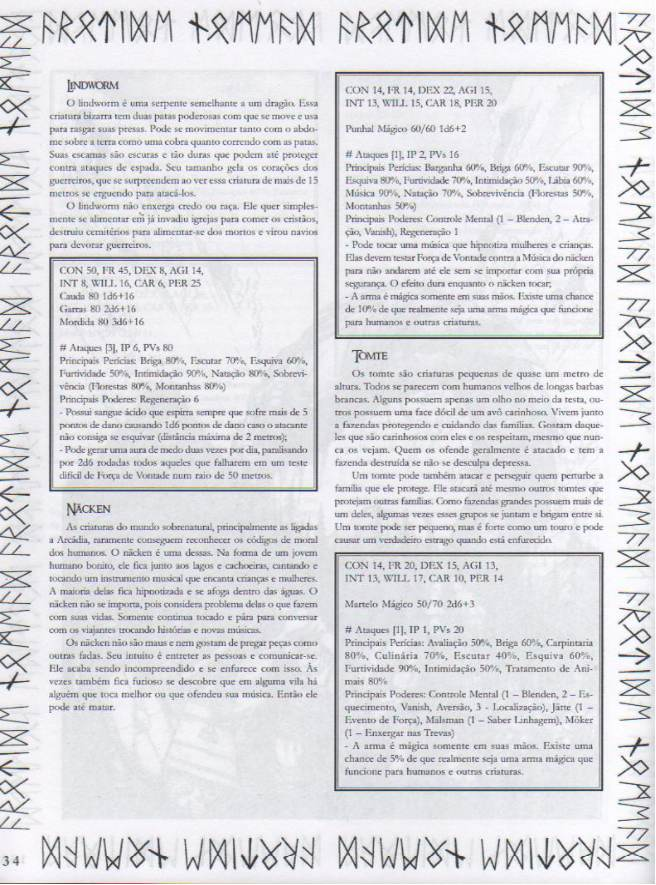 LINDWORM
O lindworm é uma serpente semelhante a um dragão. Essa
criatura bizarra tem duas patas poderosas com que se move e usa
para rasgar suas presas. Pode se movimentar tanto com o abdo-
me sobre a terra como uma cobra quanto correndo com as patas.
Suas escamas são escuras e tão duras que podem até proteger
contra ataques de espada. Seu tamanho gela os corações dos
guerreiros, que se surpreendem ao ver essa criatura de mais de 15
metros se erguendo para atacá-los.
O lindworm não enxerga credo ou raça. Ele quer simples-
mente se alimentar em já invadiu igrejas para comer os cristãos,
destruiu cemitérios para alimentar-se dos mortos e virou navios
para devorar guerreiros.
CON 50, FR 45, DEX 8, AGI 14,
INT 8, WILL 16, CAR 6, PER 25
Cauda 80 1d6+16
Garras 80 2d6+16
Mordida 80 3d6+16
# Ataques [3], IP 6, PVs 80
Principais Perícias: Briga 80%, Escutar 70%, Esquiva 60%,
Furtividade 50%, Intimidação 90%, Natação 80%, Sobrevi-
vência (Florestas 80%, Montanhas 80%)
Principais Poderes: Regeneração 6
- Possui sangue ácido que espirra sempre que sofre mais de 5
pontos de dano causando 1d6 pontos de dano caso o atacante
não consiga se esquivar (distância máxima de 2 metros);
- Pode gerar uma aura de medo duas vezes por dia, paralisando
por 2d6 rodadas todos aqueles que falharem em um teste
difícil de Força de Vontade num raio de 50 metros.
NÄCKEN
As criaturas do mundo sobrenatural, principalmente as ligadas
a Arcádia, raramente conseguem reconhecer os códigos de moral
dos humanos. O näcken é uma dessas. Na forma de um jovem
humano bonito, ele fica junto aos lagos e cachoeiras, cantando e
tocando um instrumento musical que encanta crianças e mulheres.
A maioria delas fica hipnotizada e se afoga dentro das águas. O
näcken não se importa, pois considera problema delas o que fazem
com suas vidas. Somente continua tocado e pára para conversar
com os viajantes trocando histórias e novas músicas.
Os näcken não são maus e nem gostam de pregar peças como
outras fadas. Seu intuito é entreter as pessoas e comunicar-se.
Ele acaba sendo incompreendido e se enfurece com isso. Às
vezes também fica furioso se descobre que em alguma vila há
alguém que toca melhor ou que ofendeu sua música. Então ele
pode até matar.
CON 14, FR 14, DEX 22, AGI 15,
INT 13, WILL 15, CAR 18, PER 20
Punhal Mágico 60/60 1d6+2
# Ataques [1], IP 2, PVs 16
Principais Perícias: Barganha 60%, Briga 60%, Escutar 90%,
Esquiva 80%, Furtividade 70%, Intimidação 50%, Lábia 60%,
Música 90%, Natação 70%, Sobrevivência (Florestas 50%,
Montanhas 50%)
Principais Poderes: Controle Mental (1 – Blenden, 2 – Atra-
ção, Vanish), Regeneração 1
- Pode tocar uma música que hipnotiza mulheres e crianças.
Elas devem testar Força de Vontade contra a Música do näcken
para não andarem até ele sem se importar com sua própria
segurança. O efeito dura enquanto o näcken tocar;
- A arma é mágica somente em suas mãos. Existe uma chance
de 10% de que realmente seja uma arma mágica que funcione
para humanos e outras criaturas.
TOMTE
Os tomte são criaturas pequenas de quase um metro de
altura. Todos se parecem com humanos velhos de longas barbas
brancas. Alguns possuem apenas um olho no meio da testa, ou-
tros possuem uma face dócil de um avô carinhoso. Vivem junto
a fazendas protegendo e cuidando das famílias. Gostam daque-
les que são carinhosos com eles e os respeitam, mesmo que nun-
ca os vejam. Quem os ofende geralmente é atacado e tem a
fazenda destruída se não se desculpa depressa.
Um tomte pode também atacar e perseguir quem perturbe a
família que ele protege. Ele atacará até mesmo outros tomtes que
protejam outras famílias. Como fazendas grandes possuem mais de
um deles, algumas vezes esses grupos se juntam e brigam entre si.
Um tomte pode ser pequeno, mas é forte como um touro e pode
causar um verdadeiro estrago quando está enfurecido.
CON 14, FR 20, DEX 15, AGI 13,
INT 13, WILL 17, CAR 10, PER 14
Martelo Mágico 50/70 2d6+3
# Ataques [1], IP 1, PVs 20
Principais Perícias: Avaliação 50%, Briga 60%, Carpintaria
80%, Culinária 70%, Escutar 40%, Esquiva 60%,
Furtividade 90%, Intimidação 50%, Tratamento de Ani-
mais 80%
Principais Poderes: Controle Mental (1 – Blenden, 2 – Es-
quecimento, Vanish, Aversão, 3 - Localização), Järte (1 –
Evento de Força), Målsman (1 – Saber Linhagem), Möker
(1 – Enxergar nas Trevas)
- A arma é mágica somente em suas mãos. Existe uma
chance de 5% de que realmente seja uma arma mágica que
funcione para humanos e outras criaturas.
34